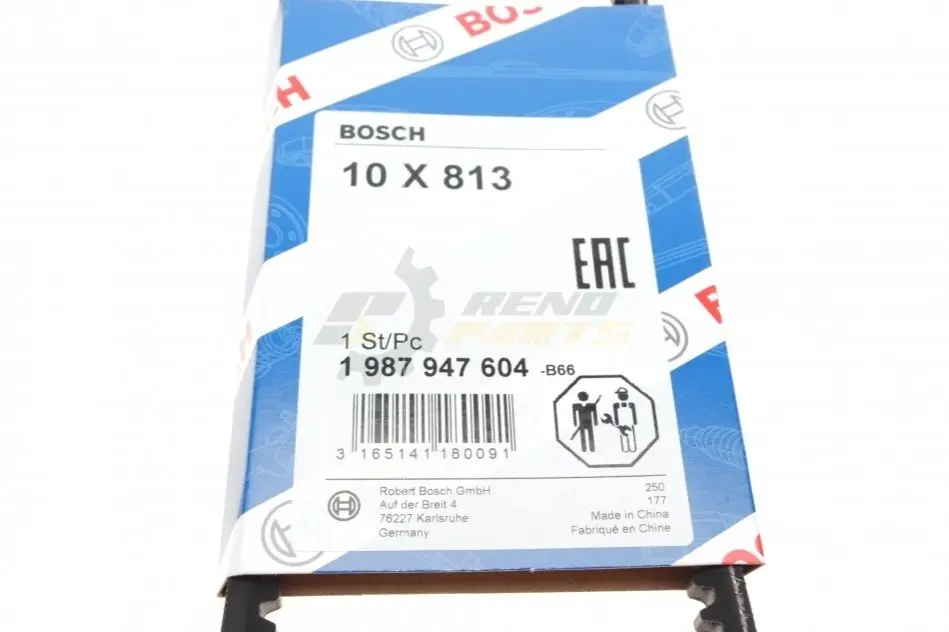 BOSCH
BOSCH
10 X 813
EAC
RENO
PARTS
1 St/Pc
1 987 947 604 -B66
3 165141 180091
Robert Bosch GmbH
Auf der Breit 4
76227 Karlsruhe
Germany
250
177
Made in China
Fabriqué en Chine